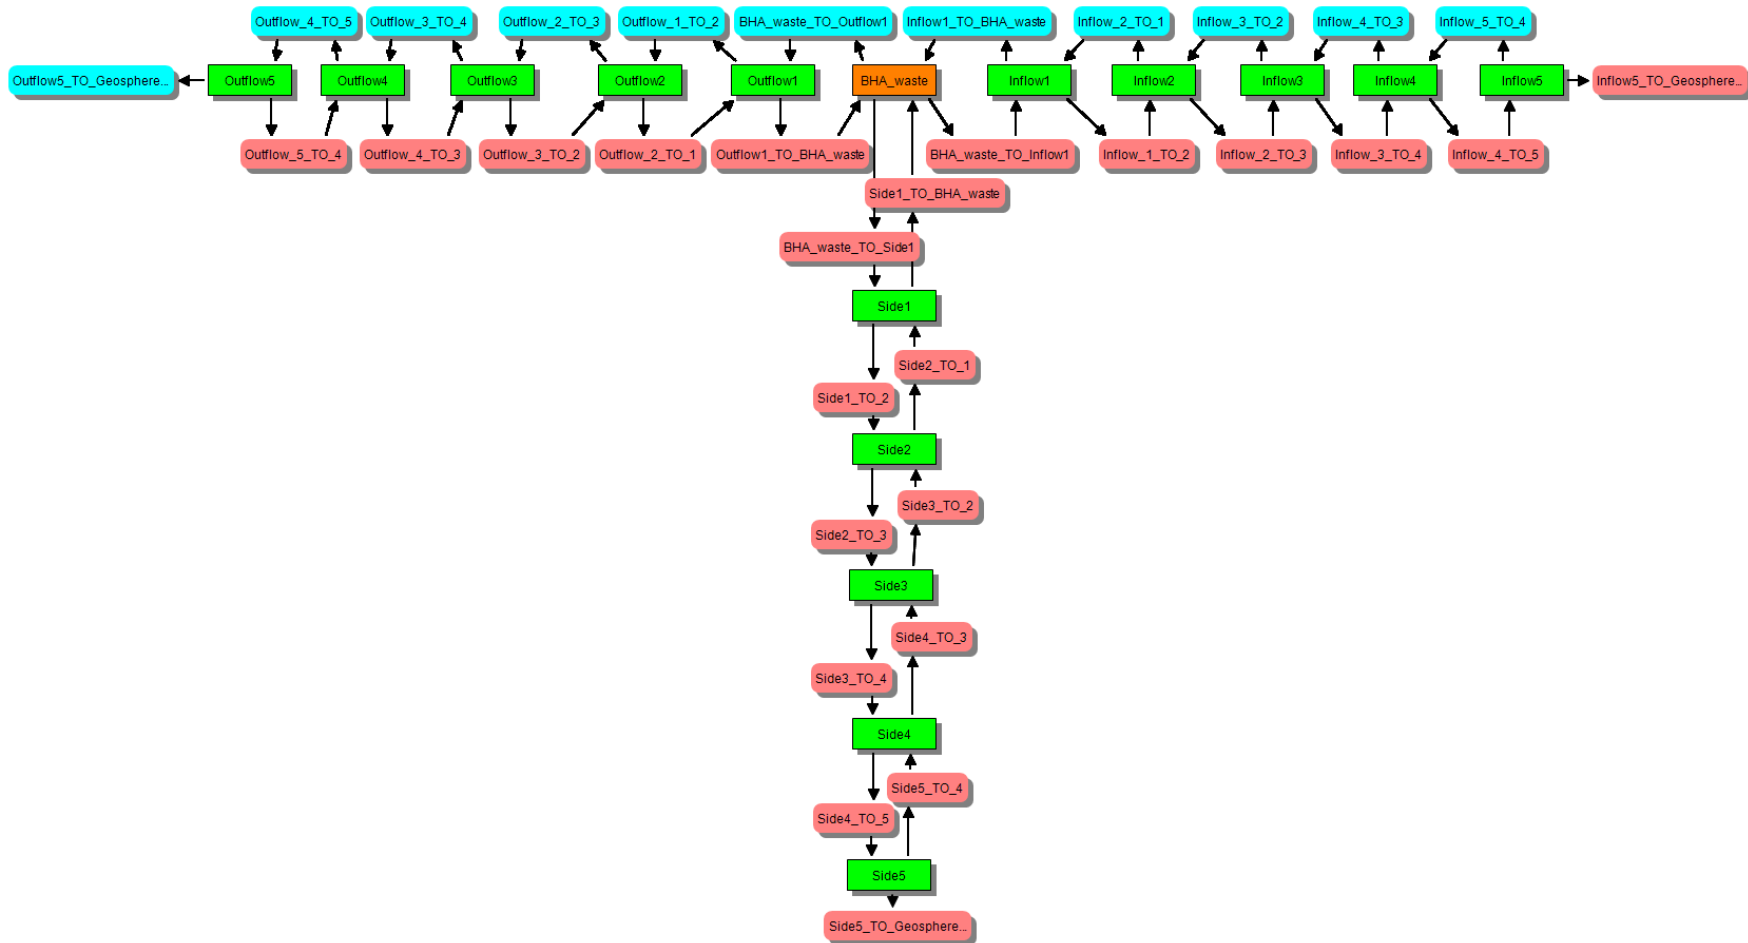 Outflow_4_TO_5
Outflow_3_TO_4
Outflow_2_TO_3
Outflow_1_TO_2
BHA_waste_TO_Outflow1
Inflow1_TO_BHA_waste
Inflow_2_TO_1
Inflow_3_TO_2
Inflow_4_TO_3
Inflow_5_TO_4
Outflow5_TO_Geosphere...
Outflow5
Outflow4
Outflow3
Outflow2
Outflow1
BHA_waste
Inflow1
Inflow2
Inflow3
Inflow4
Inflow5
Inflow5_TO_Geosphere...
Outflow_5_TO_4
Outflow_4_TO_3
Outflow_3_TO_2
Outflow_2_TO_1
Outflow1_TO_BHA_waste
BHA_waste_TO_Inflow1
Inflow_1_TO_2
Inflow_2_TO_3
Inflow_3_TO_4
Inflow_4_TO_5
Side1_TO_BHA_waste
BHA_waste_TO_Side1
Side1
Side2_TO_1
Side1_TO_2
Side2
Side3_TO_2
Side2_TO_3
Side3
Side4_TO_3
Side3_TO_4
Side4
Side5_TO_4
Side4_TO_5
Side5
Side5_TO_Geosphere...